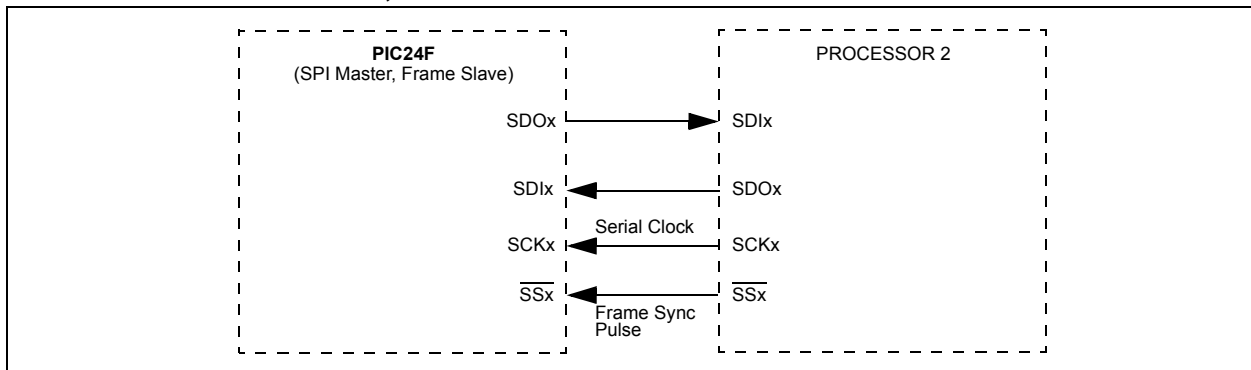 PIC24F
(SPI Master, Frame Slave)
PROCESSOR 2
SDOx
SDIx
SDIx
SDOx
Serial Clock
SCKx
SCKx
SSx
SSx
Frame Sync
Pulse